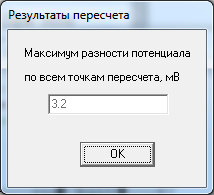 Результаты пересчета
Максимум разности потенциала
по всем точкам пересчета, мВ
3.2
OK